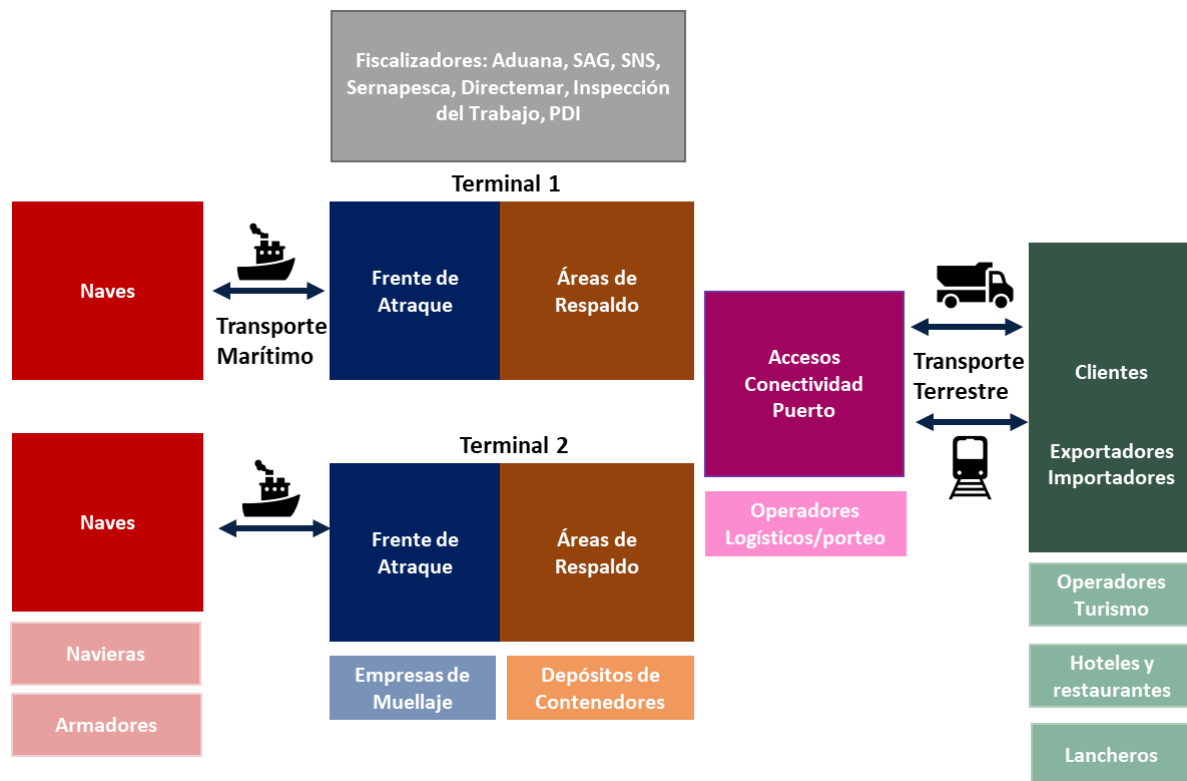 Fiscalizadores: Aduana, SAG, SNS,
Sernapesca, Directemar, Inspección
del Trabajo, PDI
Terminal 1
Naves
Transporte
Marítimo
Frente de
Atraque
Áreas de
Respaldo
Accesos
Conectividad
Puerto
Transporte
Terrestre
Clientes
Exportadores
Importadores
Terminal 2
Naves
Frente de
Atraque
Áreas de
Respaldo
Operadores
Logísticos/porteo
Navieras
Armadores
Empresas de
Muellaje
Depósitos de
Contenedores
Operadores
Turismo
Hoteles y
restaurantes
Lancheros